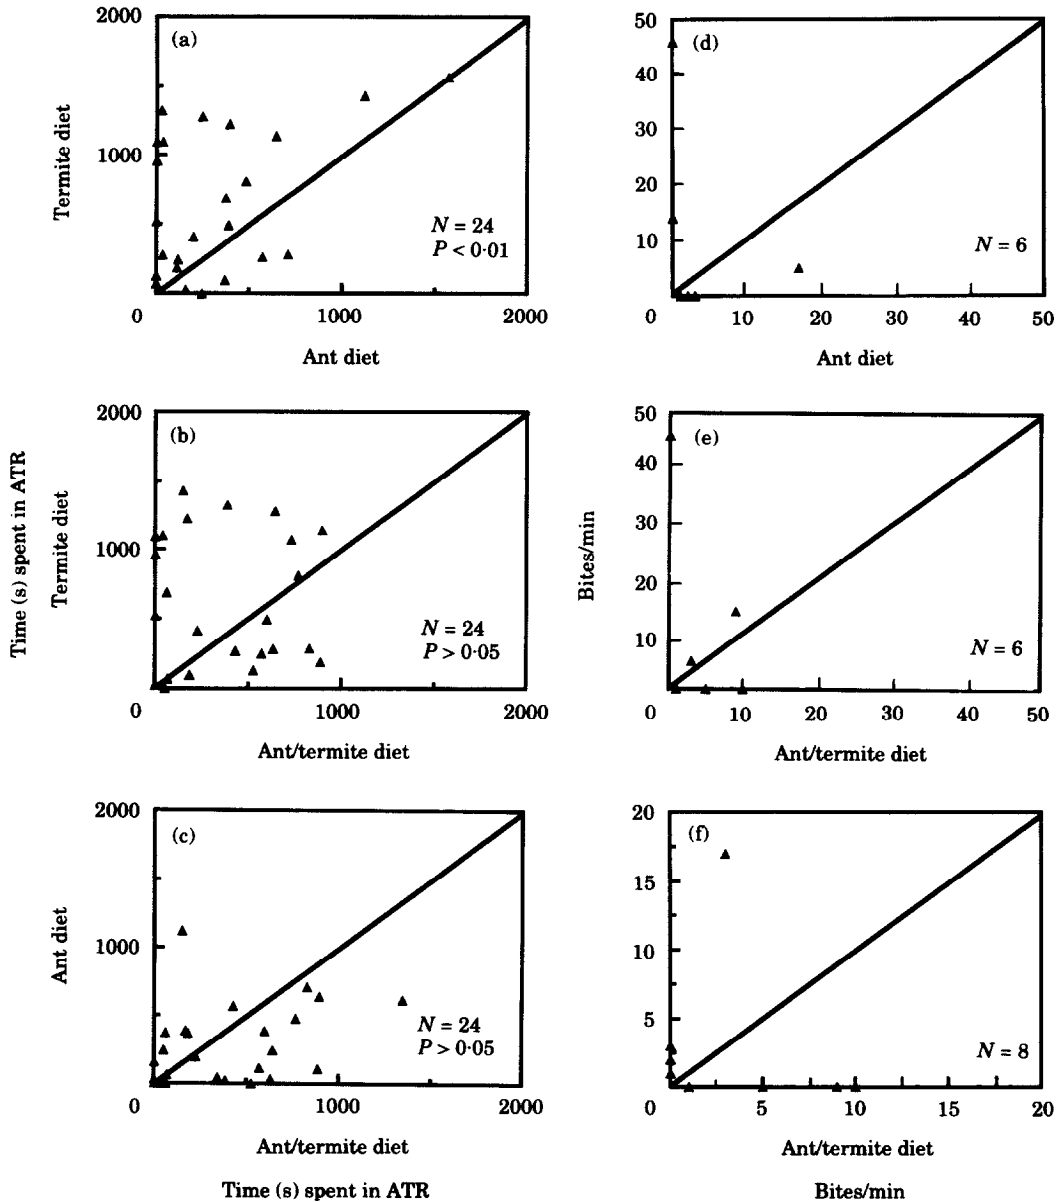 (a)
2000
1000
0
1000
2000
Termite diet
Ant diet
N = 24
P < 0·01
(d)
50
40
30
20
10
0
10
20
30
40
50
Ant diet
N = 6
(b)
2000
1000
0
1000
2000
Time (s) spent in ATR
Termite diet
Ant/termite diet
N = 24
P > 0·05
(e)
50
40
30
20
10
0
10
20
30
40
50
Bites/min
Ant/termite diet
N = 6
(c)
2000
1000
0
1000
2000
Ant diet
Ant/termite diet
Time (s) spent in ATR
N = 24
P > 0·05
(f)
20
15
10
5
0
5
10
15
20
Ant/termite diet
Bites/min
N = 8